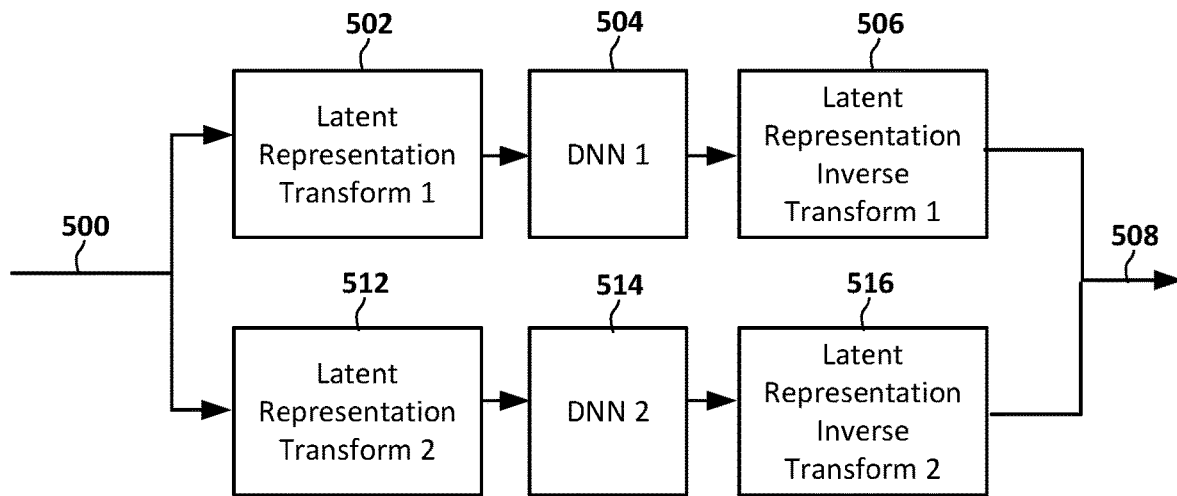 502
504
506
Latent
Representation
Transform 1
DNN 1
Latent
Representation
Inverse
Transform 1
500
508
512
514
516
Latent
Representation
Transform 2
DNN 2
Latent
Representation
Inverse
Transform 2